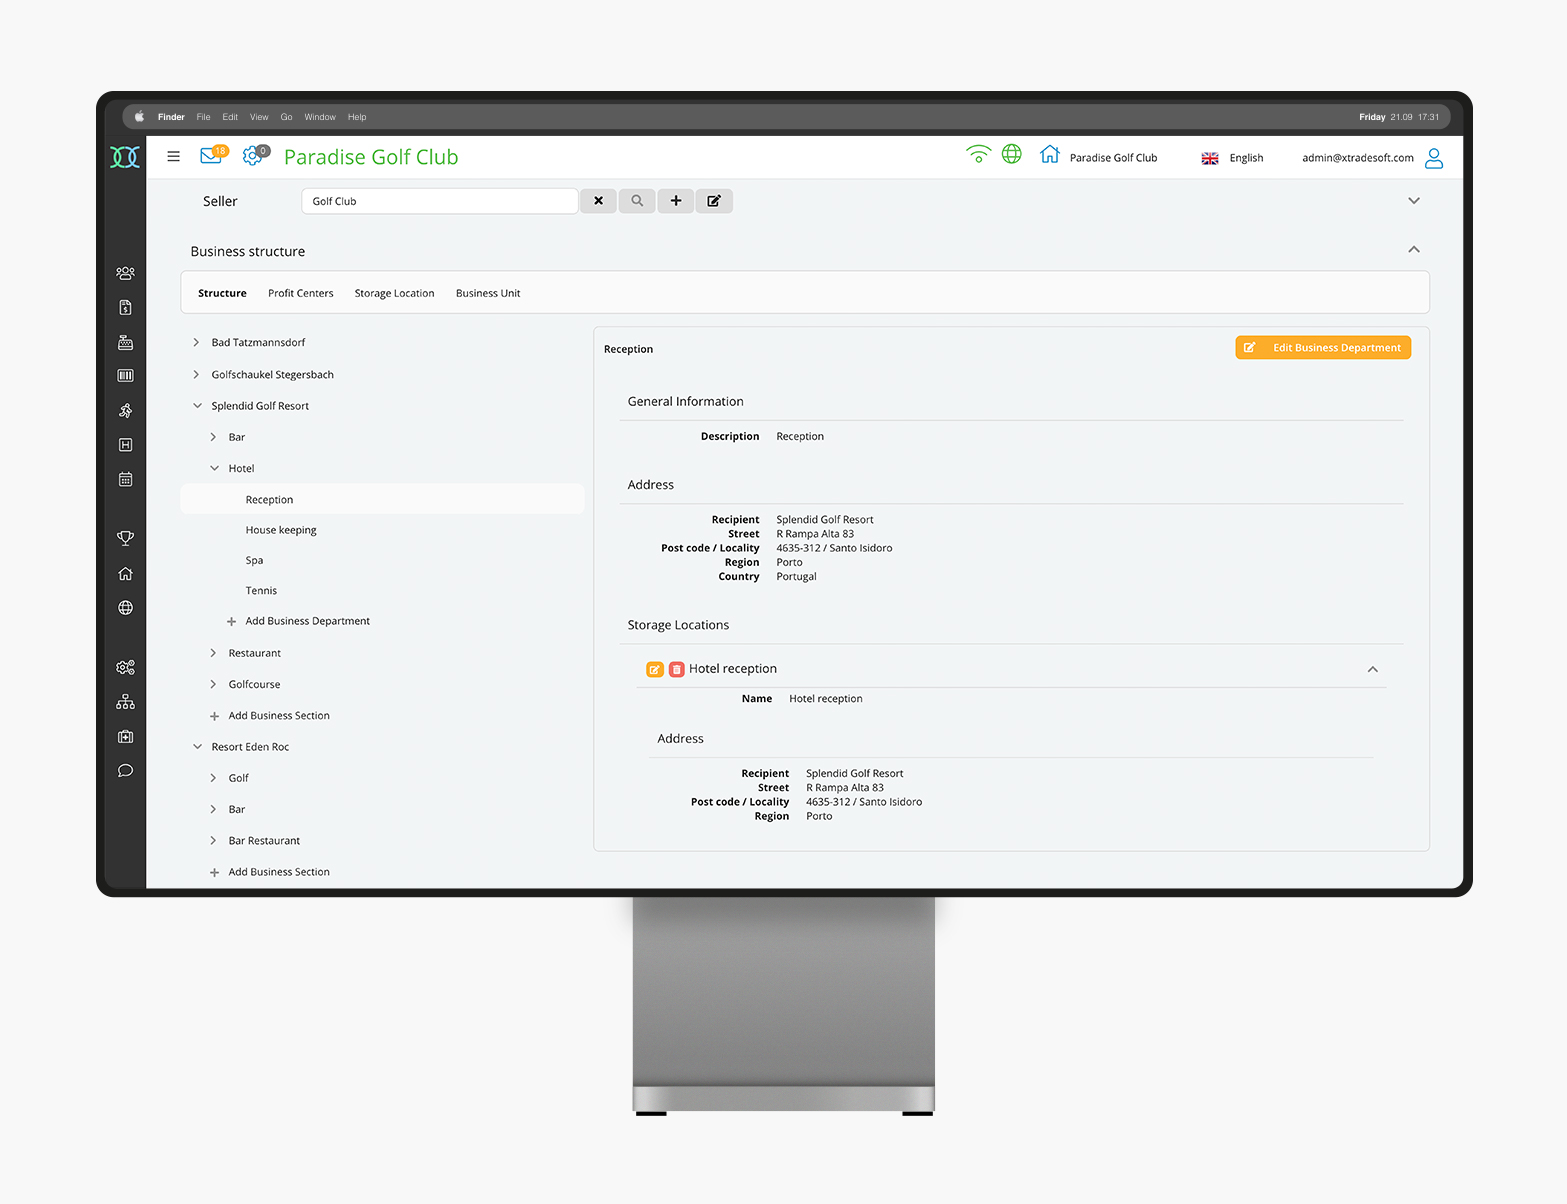 Finder File Edit View Go Window Help Friday 21.09 17:31
18 0 Paradise Golf Club Paradise Golf Club English admin@xtradesoft.com
Seller Golf Club
Business structure
Structure Profit Centers Storage Location Business Unit
Bad Tatzmannsdorf
Golfschaukel Stegersbach
Splendid Golf Resort
Bar
Hotel
Reception
House keeping
Spa
Tennis
Add Business Department
Restaurant
Golfcourse
Add Business Section
Resort Eden Roc
Golf
Bar
Bar Restaurant
Add Business Section
Reception Edit Business Department
General Information
Description Reception
Address
Recipient Splendid Golf Resort
Street R Rampa Alta 83
Post code / Locality 4635-312 / Santo Isidoro
Region Porto
Country Portugal
Storage Locations
Hotel reception
Name Hotel reception
Address
Recipient Splendid Golf Resort
Street R Rampa Alta 83
Post code / Locality 4635-312 / Santo Isidoro
Region Porto